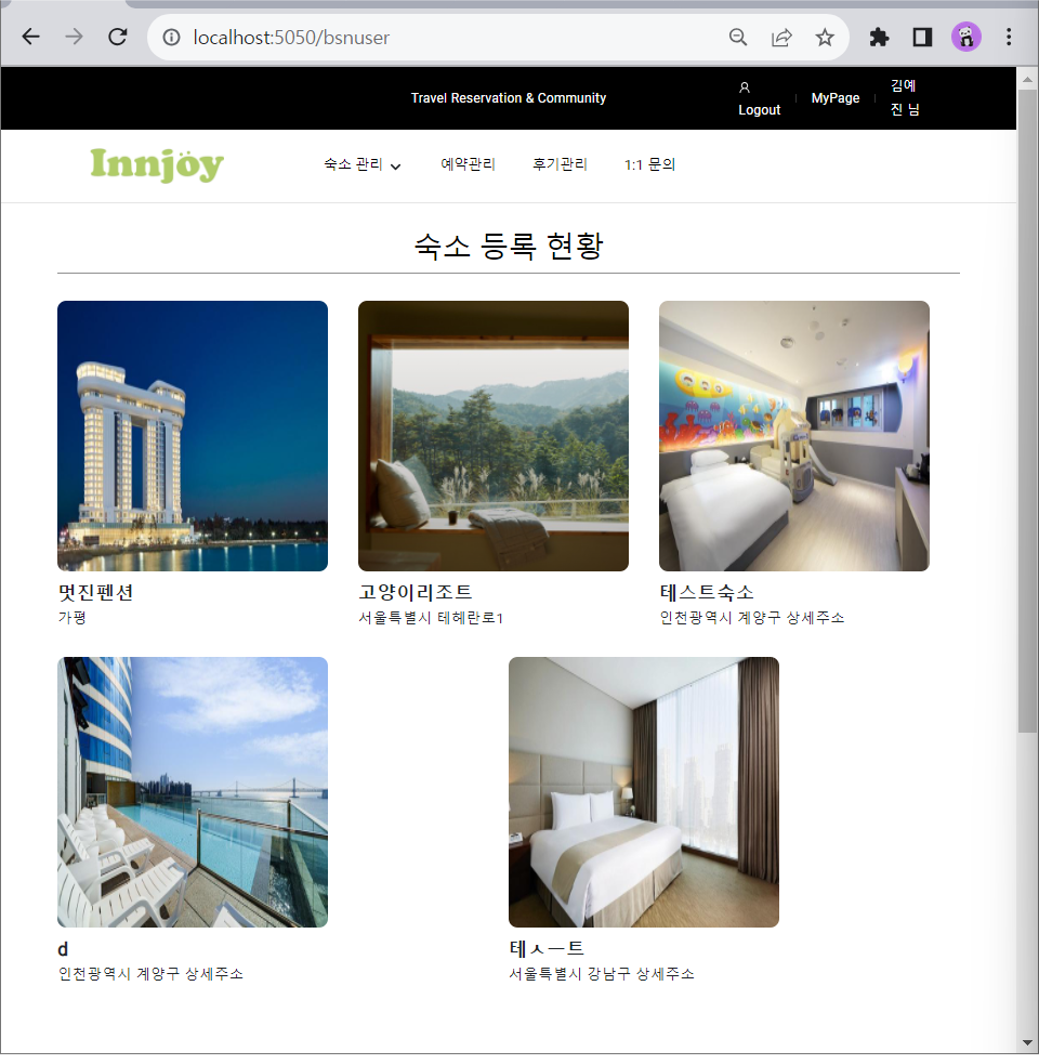 localhost:5050/bsnuser
Travel Reservation & Community
Logout
MyPage
김예
진 님
Innjoy
숙소 관리
예약관리
후기관리
1:1 문의
숙소 등록 현황
멋진펜션
가평
고양이리조트
서울특별시 테헤란로1
테스트숙소
인천광역시 계양구 상세주소
d
인천광역시 계양구 상세주소
테ㅅㅡ트
서울특별시 강남구 상세주소